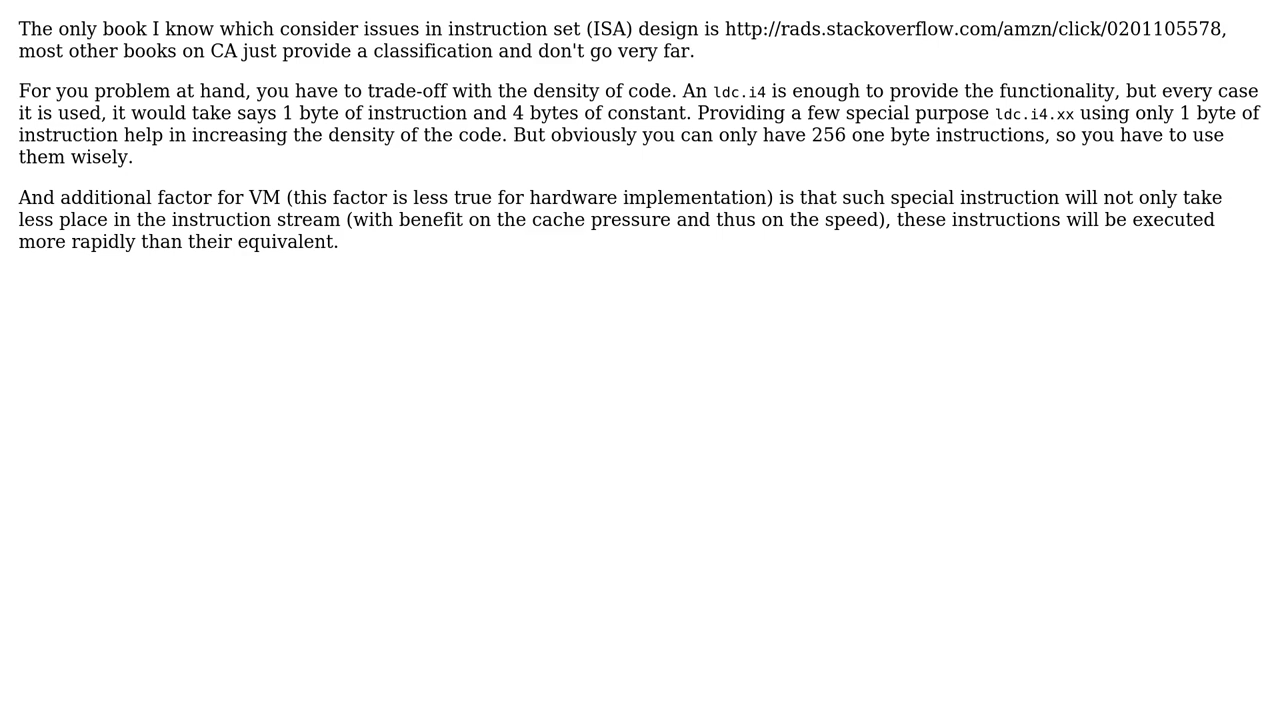 The only book I know which consider issues in instruction set (ISA) design is http://rads.stackoverflow.com/amzn/click/0201105578,
most other books on CA just provide a classification and don't go very far.
For you problem at hand, you have to trade-off with the density of code. An ldc.i4 is enough to provide the functionality, but every case
it is used, it would take says 1 byte of instruction and 4 bytes of constant. Providing a few special purpose ldc.i4.xx using only 1 byte of
instruction help in increasing the density of the code. But obviously you can only have 256 one byte instructions, so you have to use
them wisely.
And additional factor for VM (this factor is less true for hardware implementation) is that such special instruction will not only take
less place in the instruction stream (with benefit on the cache pressure and thus on the speed), these instructions will be executed
more rapidly than their equivalent.